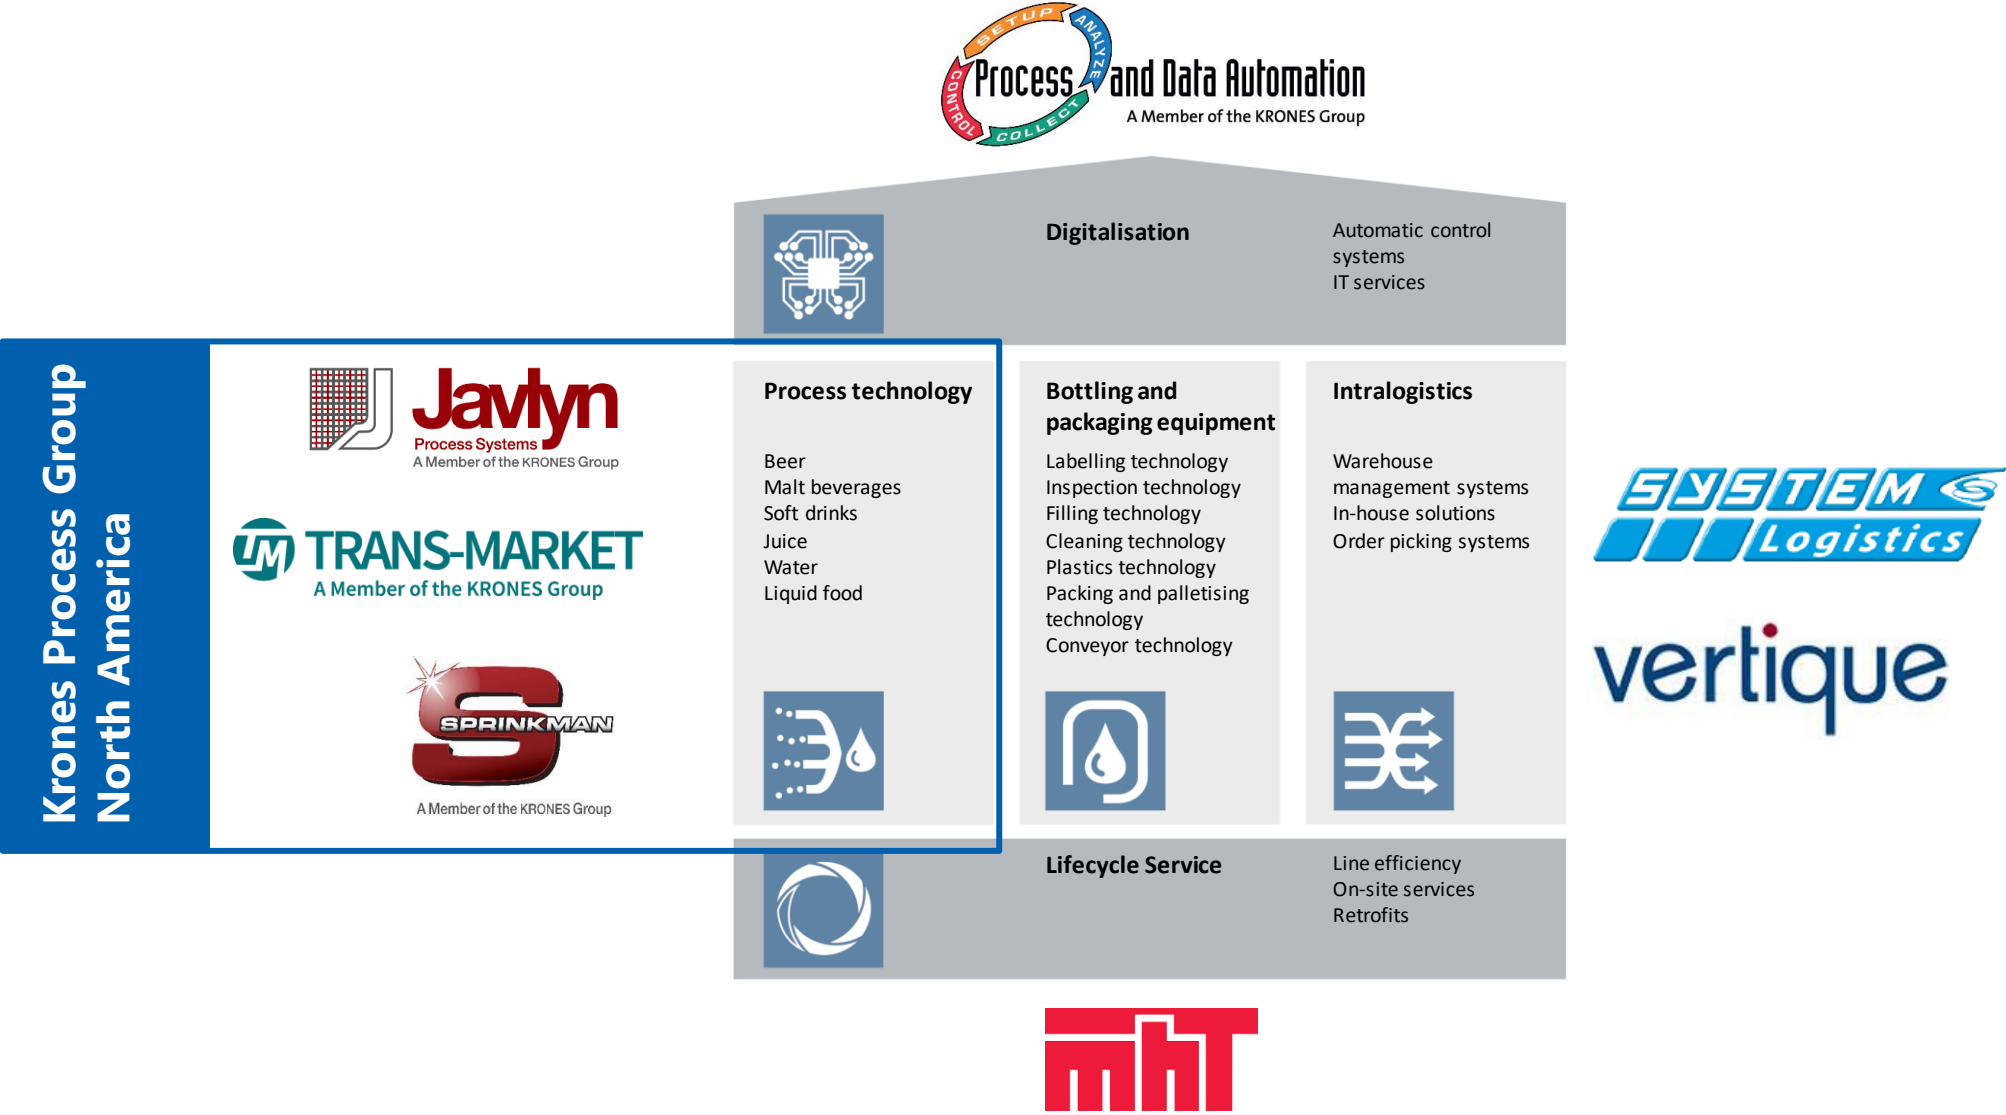 SETUP
ANALYZE
CONTROL
COLLECT
Process and Data Automation
A Member of the KRONES Group
Digitalisation
Automatic control
systems
IT services
Krones Process Group
North America
Javlyn
Process Systems
A Member of the KRONES Group
TM TRANS-MARKET
A Member of the KRONES Group
S
SPRINKMAN
A Member of the KRONES Group
Process technology
Beer
Malt beverages
Soft drinks
Juice
Water
Liquid food
Bottling and
packaging equipment
Labelling technology
Inspection technology
Filling technology
Cleaning technology
Plastics technology
Packing and palletising
technology
Conveyor technology
Intralogistics
Warehouse
management systems
In-house solutions
Order picking systems
SYSTEM S
Logistics
vertique
Lifecycle Service
Line efficiency
On-site services
Retrofits
mht